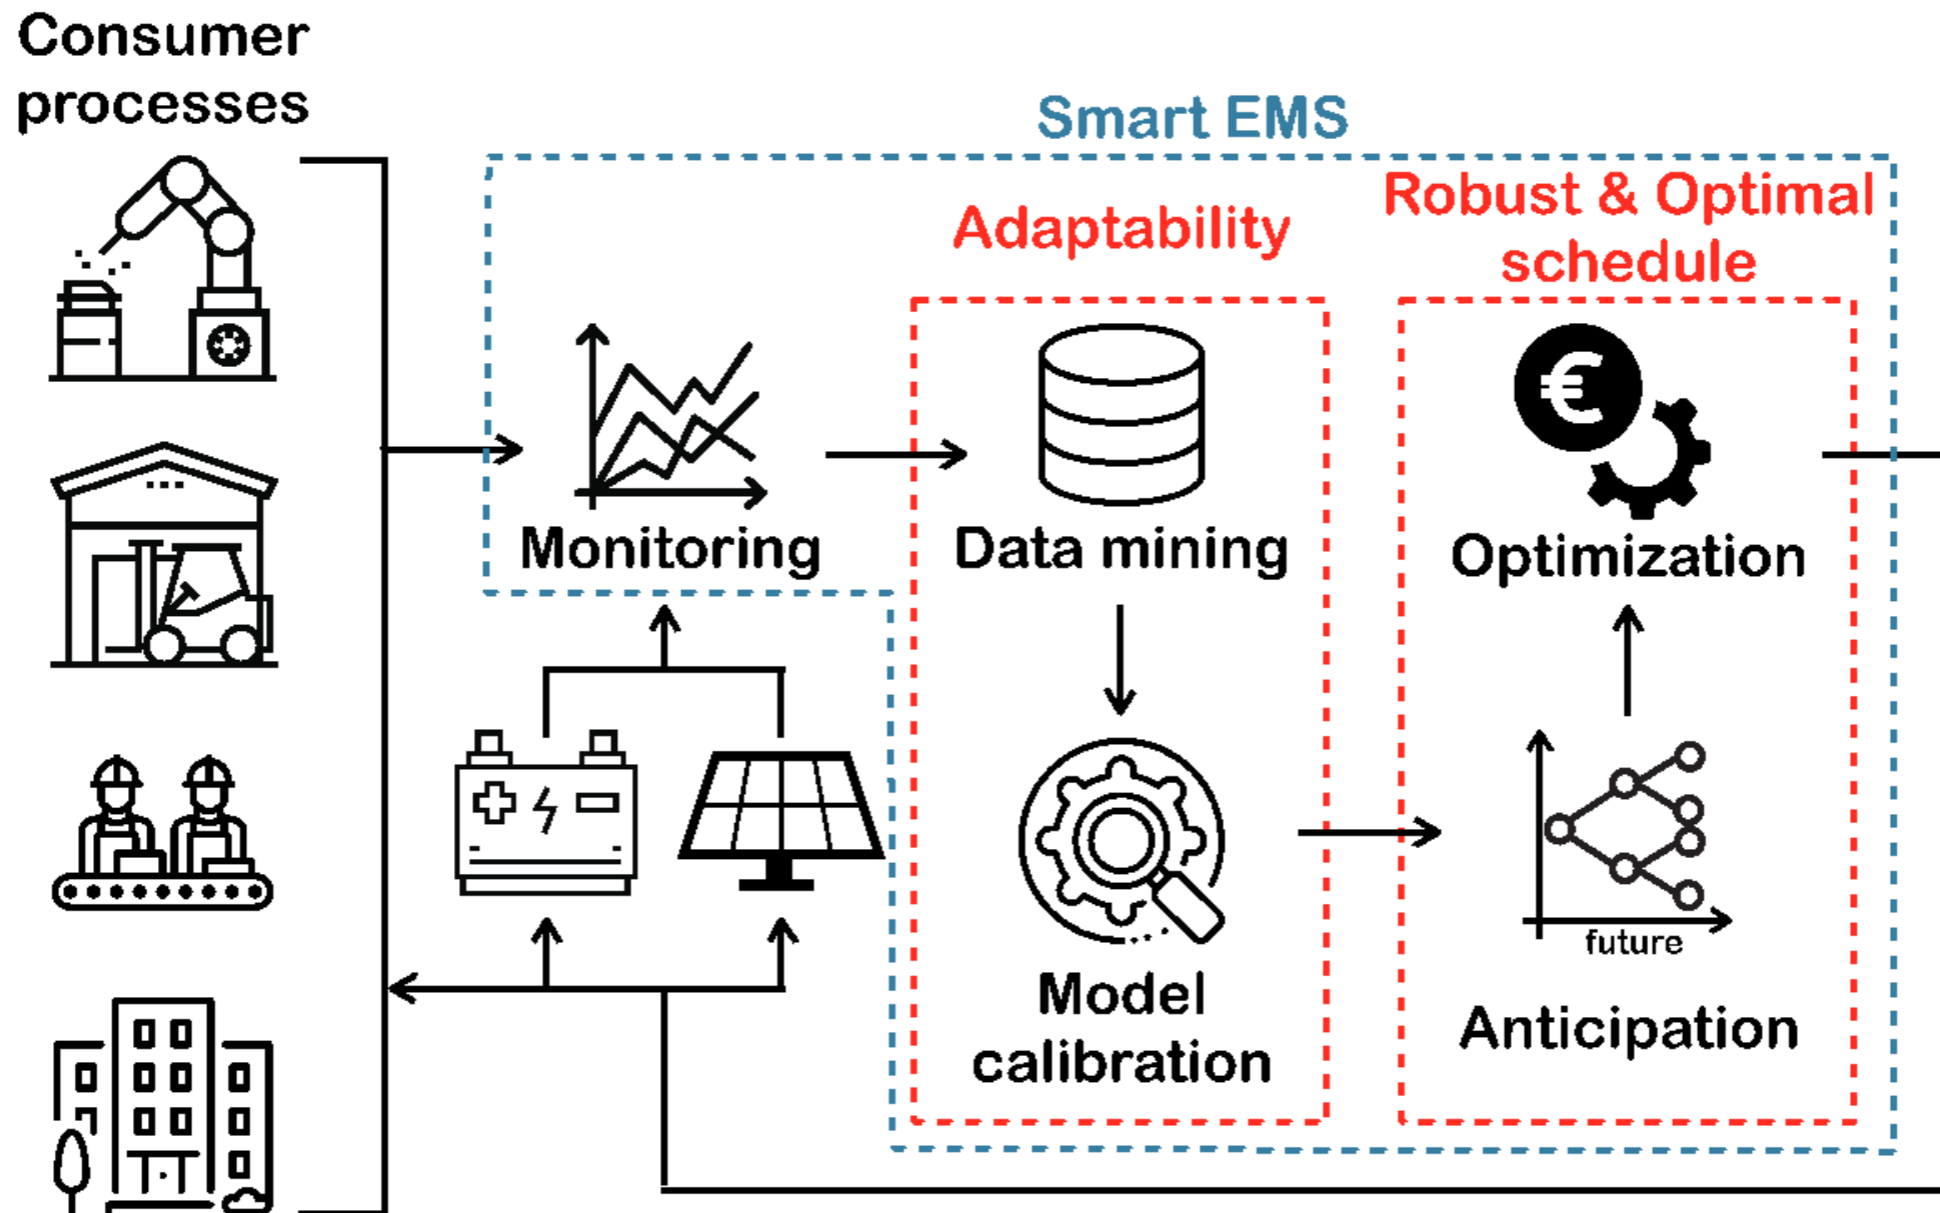 Consumer
processes
Smart EMS
Adaptability
Robust & Optimal
schedule
€
Monitoring
Data mining
Optimization
future
Model
calibration
Anticipation